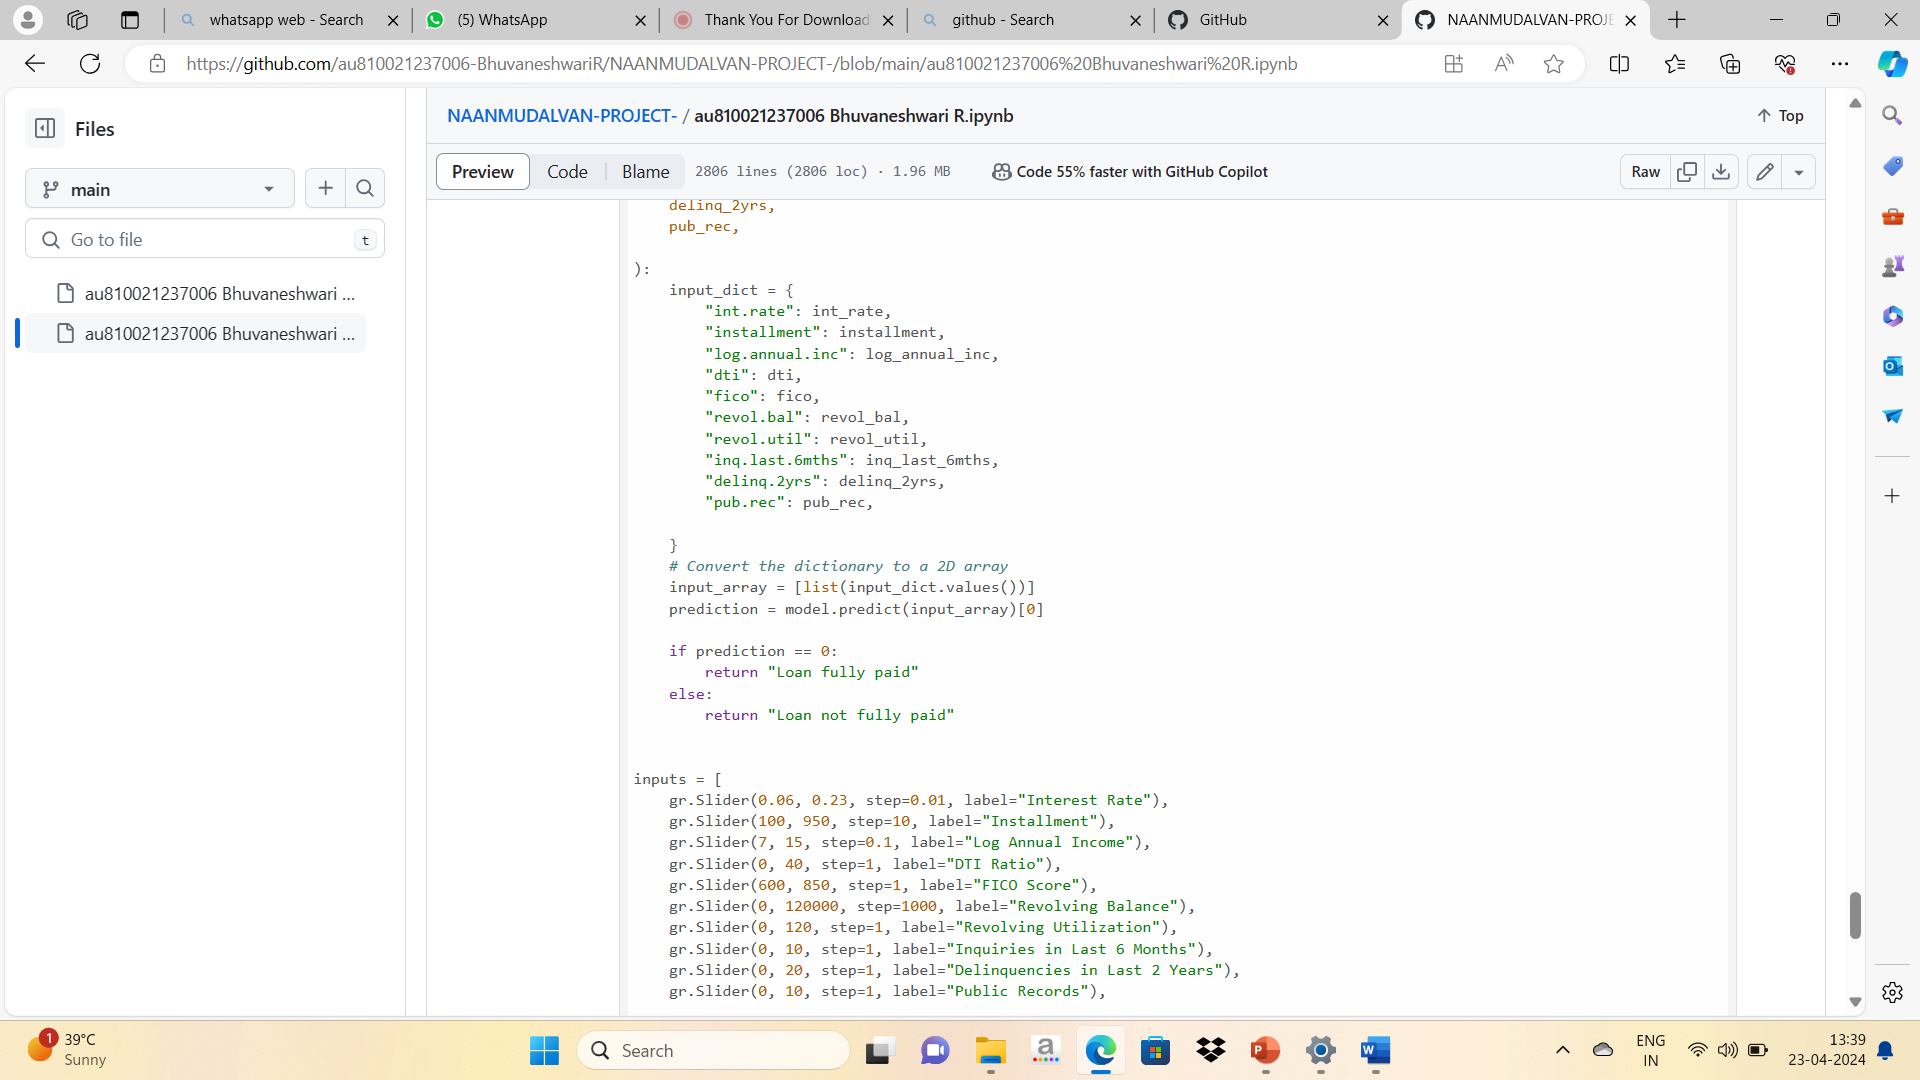 whatsapp web - Search
(5) WhatsApp
Thank You For Download
github - Search
GitHub
NAANMUDALVAN-PROJE
https://github.com/au810021237006-BhuvaneshwariR/NAANMUDALVAN-PROJECT-/blob/main/au810021237006%20Bhuvaneshwari%20R.ipynb
Files
main
Go to file
t
au810021237006 Bhuvaneshwari ...
au810021237006 Bhuvaneshwari ...
NAANMUDALVAN-PROJECT- / au810021237006 Bhuvaneshwari R.ipynb
Top
Preview
Code
Blame
2806 lines (2806 loc) · 1.96 MB
Code 55% faster with GitHub Copilot
Raw
delinq_2yrs,
pub_rec,
):
input_dict = {
"int.rate": int_rate,
"installment": installment,
"log.annual.inc": log_annual_inc,
"dti": dti,
"fico": fico,
"revol.bal": revol_bal,
"revol.util": revol_util,
"inq.last.6mths": inq_last_6mths,
"delinq.2yrs": delinq_2yrs,
"pub.rec": pub_rec,
}
# Convert the dictionary to a 2D array
input_array = [list(input_dict.values())]
prediction = model.predict(input_array)[0]
if prediction == 0:
return "Loan fully paid"
else:
return "Loan not fully paid"
inputs = [
gr.Slider(0.06, 0.23, step=0.01, label="Interest Rate"),
gr.Slider(100, 950, step=10, label="Installment"),
gr.Slider(7, 15, step=0.1, label="Log Annual Income"),
gr.Slider(0, 40, step=1, label="DTI Ratio"),
gr.Slider(600, 850, step=1, label="FICO Score"),
gr.Slider(0, 120000, step=1000, label="Revolving Balance"),
gr.Slider(0, 120, step=1, label="Revolving Utilization"),
gr.Slider(0, 10, step=1, label="Inquiries in Last 6 Months"),
gr.Slider(0, 20, step=1, label="Delinquencies in Last 2 Years"),
gr.Slider(0, 10, step=1, label="Public Records"),
1
39°C
Sunny
Search
ENG
IN
13:39
23-04-2024